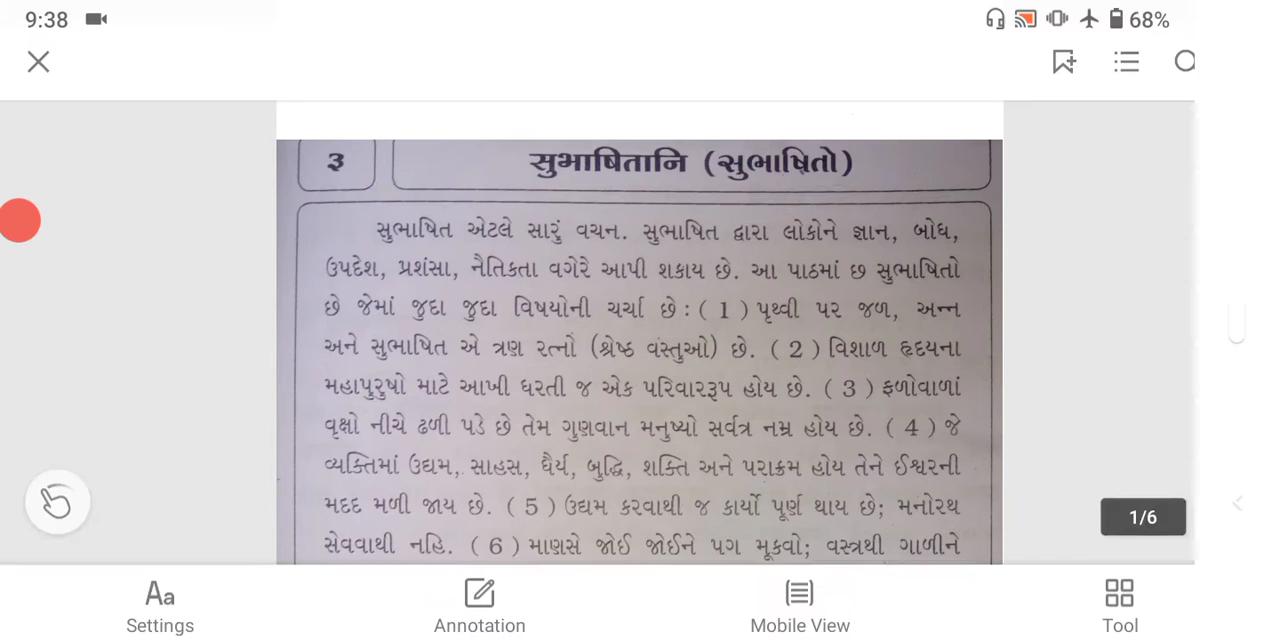 9:38
68%
૩
સુભાષિતાનિ (સુભાષિતો)
સુભાષિત એટલે સારું વચન. સુભાષિત દ્વારા લોકોને જ્ઞાન, બોધ,
ઉપદેશ, પ્રશંસા, નૈતિકતા વગેરે આપી શકાય છે. આ પાઠમાં છ સુભાષિતો
છે જેમાં જુદા જુદા વિષયોની ચર્ચા છે : ( 1 ) પૃથ્વી પર જળ, અન્ન
અને સુભાષિત એ ત્રણ રત્નો (શ્રેષ્ઠ વસ્તુઓ) છે. ( 2 ) વિશાળ હૃદયના
મહાપુરુષો માટે આખી ધરતી જ એક પરિવારરૂપ હોય છે. ( 3 ) ફળોવાળાં
વૃક્ષો નીચે ઢળી પડે છે તેમ ગુણવાન મનુષ્યો સર્વત્ર નમ્ર હોય છે. ( 4 ) જે
વ્યક્તિમાં ઉદ્યમ, સાહસ, ધૈર્ય, બુદ્ધિ, શક્તિ અને પરાક્રમ હોય તેને ઈશ્વરની
મદદ મળી જાય છે. ( 5 ) ઉદ્યમ કરવાથી જ કાર્યો પૂર્ણ થાય છે; મનોરથ
સેવવાથી નહિ. ( 6 ) માણસે જોઈ જોઈને પગ મૂકવો; વસ્ત્રથી ગાળીને
1/6
Aa
Settings
Annotation
Mobile View
Tool